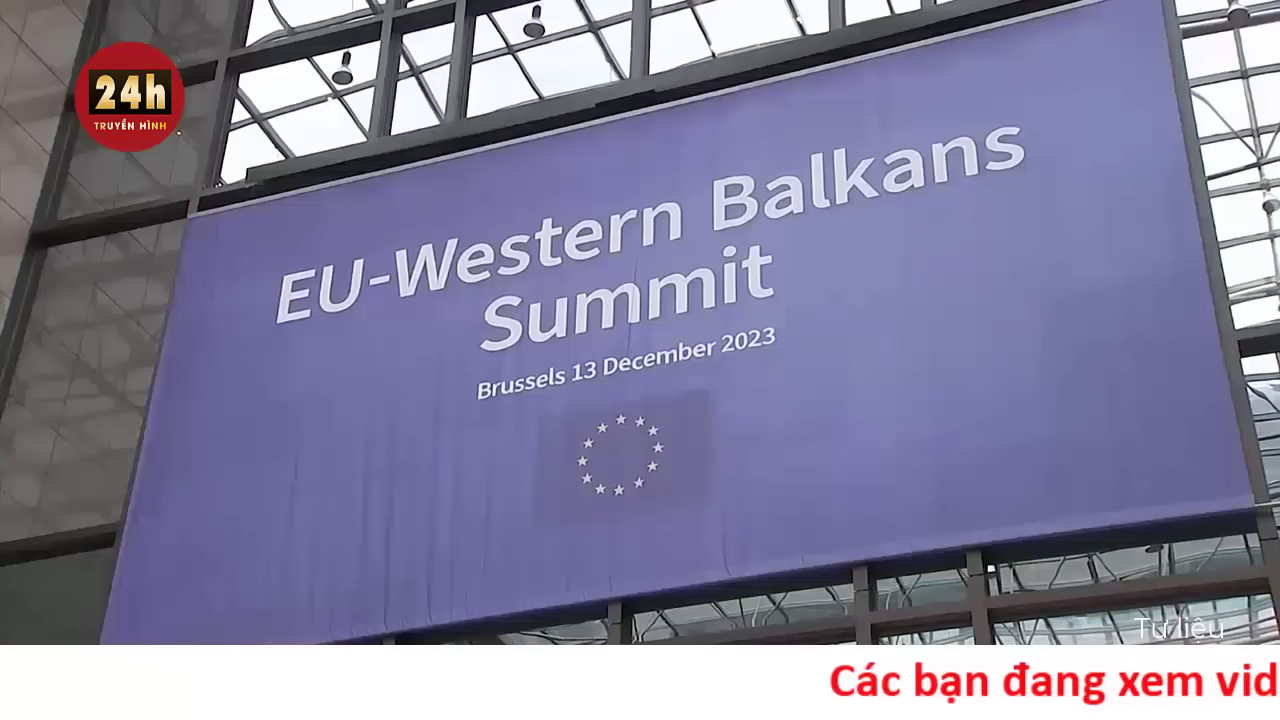 24h
TRUYỀN HÌNH
EU-Western Balkans
Summit
Brussels 13 December 2023
Tư liệu
Các bạn đang xem vid